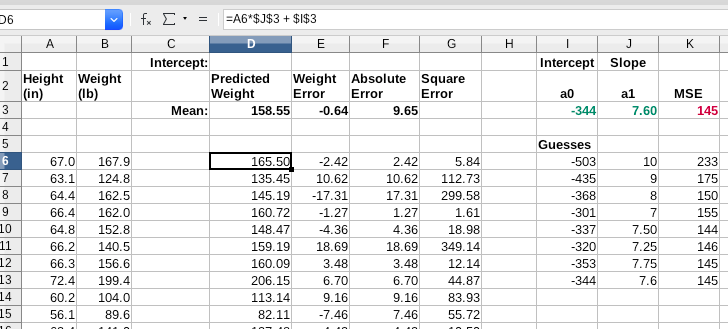 D6 =A6*$J$3 + $I$3
A B C D E F G H I J K
1 Intercept: Intercept Slope
2 Height (in) Weight (lb) Predicted Weight Weight Error Absolute Error Square Error a0 a1 MSE
3 Mean: 158.55 -0.64 9.65 -344 7.60 145
4
5 Guesses
6 67.0 167.9 165.50 -2.42 2.42 5.84 -503 10 233
7 63.1 124.8 135.45 10.62 10.62 112.73 -435 9 175
8 64.4 162.5 145.19 -17.31 17.31 299.58 -368 8 150
9 66.4 162.0 160.72 -1.27 1.27 1.61 -301 7 155
10 64.8 152.8 148.47 -4.36 4.36 18.98 -337 7.50 144
11 66.2 140.5 159.19 18.69 18.69 349.14 -320 7.25 146
12 66.3 156.6 160.09 3.48 3.48 12.14 -353 7.75 145
13 72.4 199.4 206.15 6.70 6.70 44.87 -344 7.6 145
14 60.2 104.0 113.14 9.16 9.16 83.93
15 56.1 89.6 82.11 -7.46 7.46 55.72